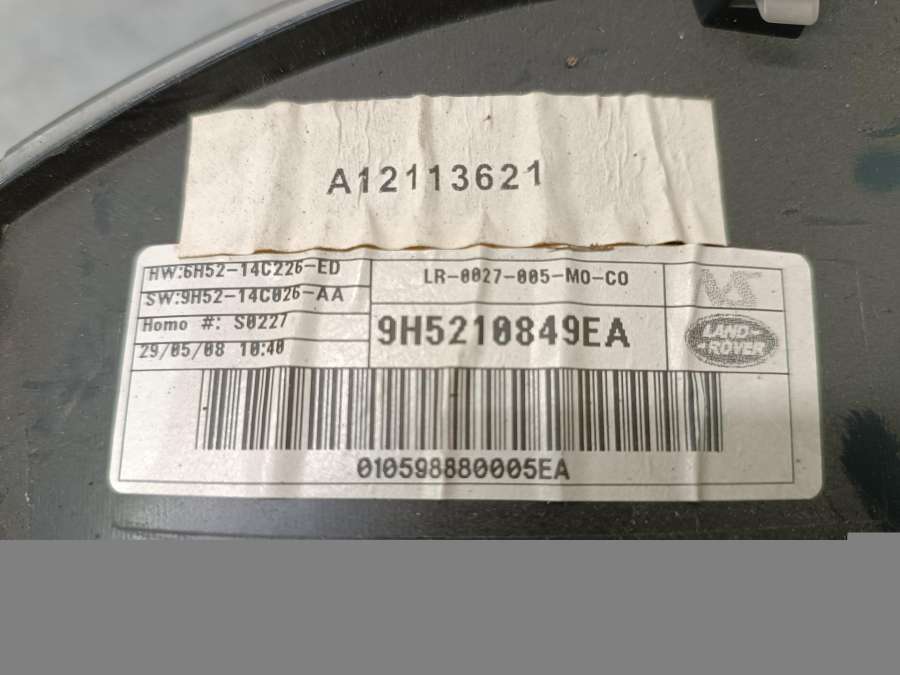 A12113621
HW:6H52-14C226-ED
SW:9H52-14C026-AA
Homo #: S0227
29/05/08 10:40
LR-0027-005-MO-CO
9H5210849EA
LAND
ROVER
010598880005EA